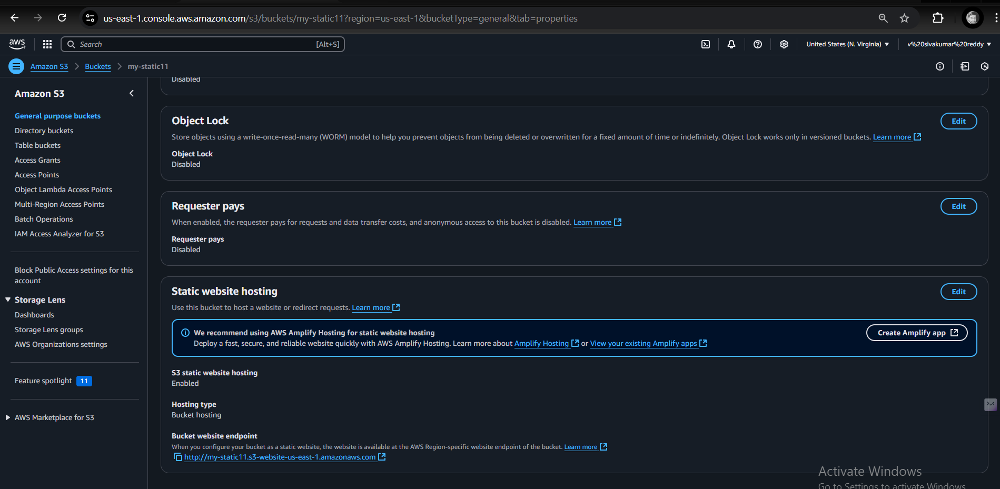 us-east-1.console.aws.amazon.com/s3/buckets/my-static11?region=us-east-1&bucketType=general&tab=properties
aws
Search [Alt+S]
United States (N. Virginia)
v%20sivakumar%20reddy
Amazon S3
Buckets
my-static11
Amazon S3
General purpose buckets
Directory buckets
Table buckets
Access Grants
Access Points
Object Lambda Access Points
Multi-Region Access Points
Batch Operations
IAM Access Analyzer for S3
Block Public Access settings for this
account
Storage Lens
Dashboards
Storage Lens groups
AWS Organizations settings
Feature spotlight 11
AWS Marketplace for S3
Disabled
Object Lock
Edit
Store objects using a write-once-read-many (WORM) model to help you prevent objects from being deleted or overwritten for a fixed amount of time or indefinitely. Object Lock works only in versioned buckets. Learn more
Object Lock
Disabled
Requester pays
Edit
When enabled, the requester pays for requests and data transfer costs, and anonymous access to this bucket is disabled. Learn more
Requester pays
Disabled
Static website hosting
Edit
Use this bucket to host a website or redirect requests. Learn more
We recommend using AWS Amplify Hosting for static website hosting
Deploy a fast, secure, and reliable website quickly with AWS Amplify Hosting. Learn more about Amplify Hosting or View your existing Amplify apps
Create Amplify app
S3 static website hosting
Enabled
Hosting type
Bucket hosting
Bucket website endpoint
When you configure your bucket as a static website, the website is available at the AWS Region-specific website endpoint of the bucket. Learn more
http://my-static11.s3-website-us-east-1.amazonaws.com
Activate Windows
Go to Settings to activate Windows.